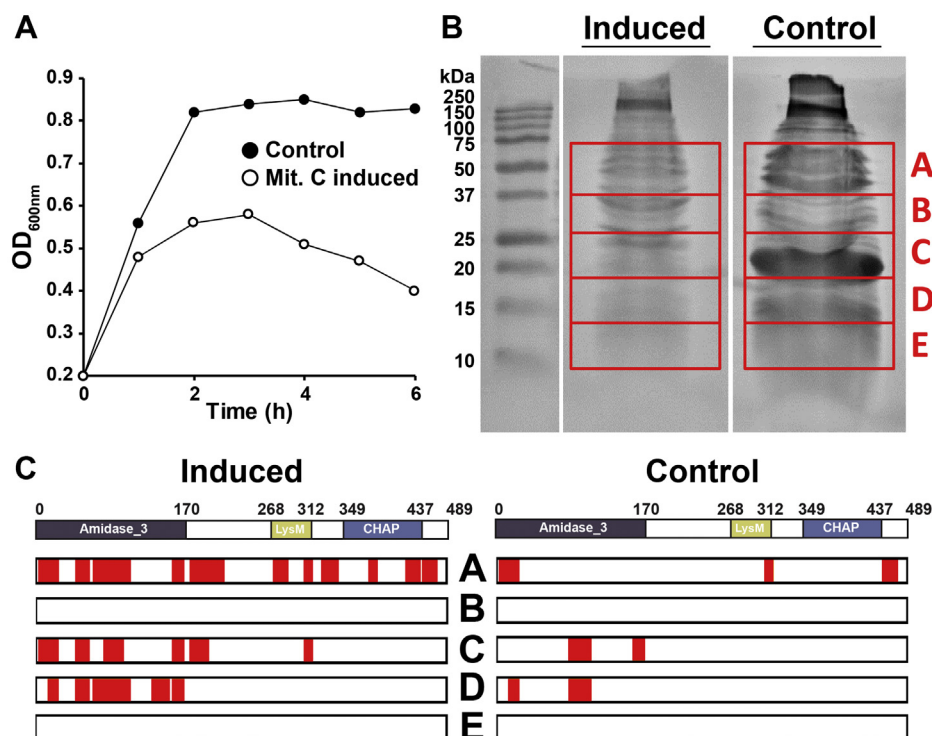 A
0.9
0.8
0.7
0.6
0.5
0.4
0.3
0.2
OD600nm
Control
Mit. C induced
0 2 4 6
Time (h)
B
Induced Control
kDa
250
150
100
75
50
37
25
20
15
10
A
B
C
D
E
C
Induced Control
0 170 268 312 349 437 489
Amidase_3 LysM CHAP
0 170 268 312 349 437 489
Amidase_3 LysM CHAP
A
B
C
D
E